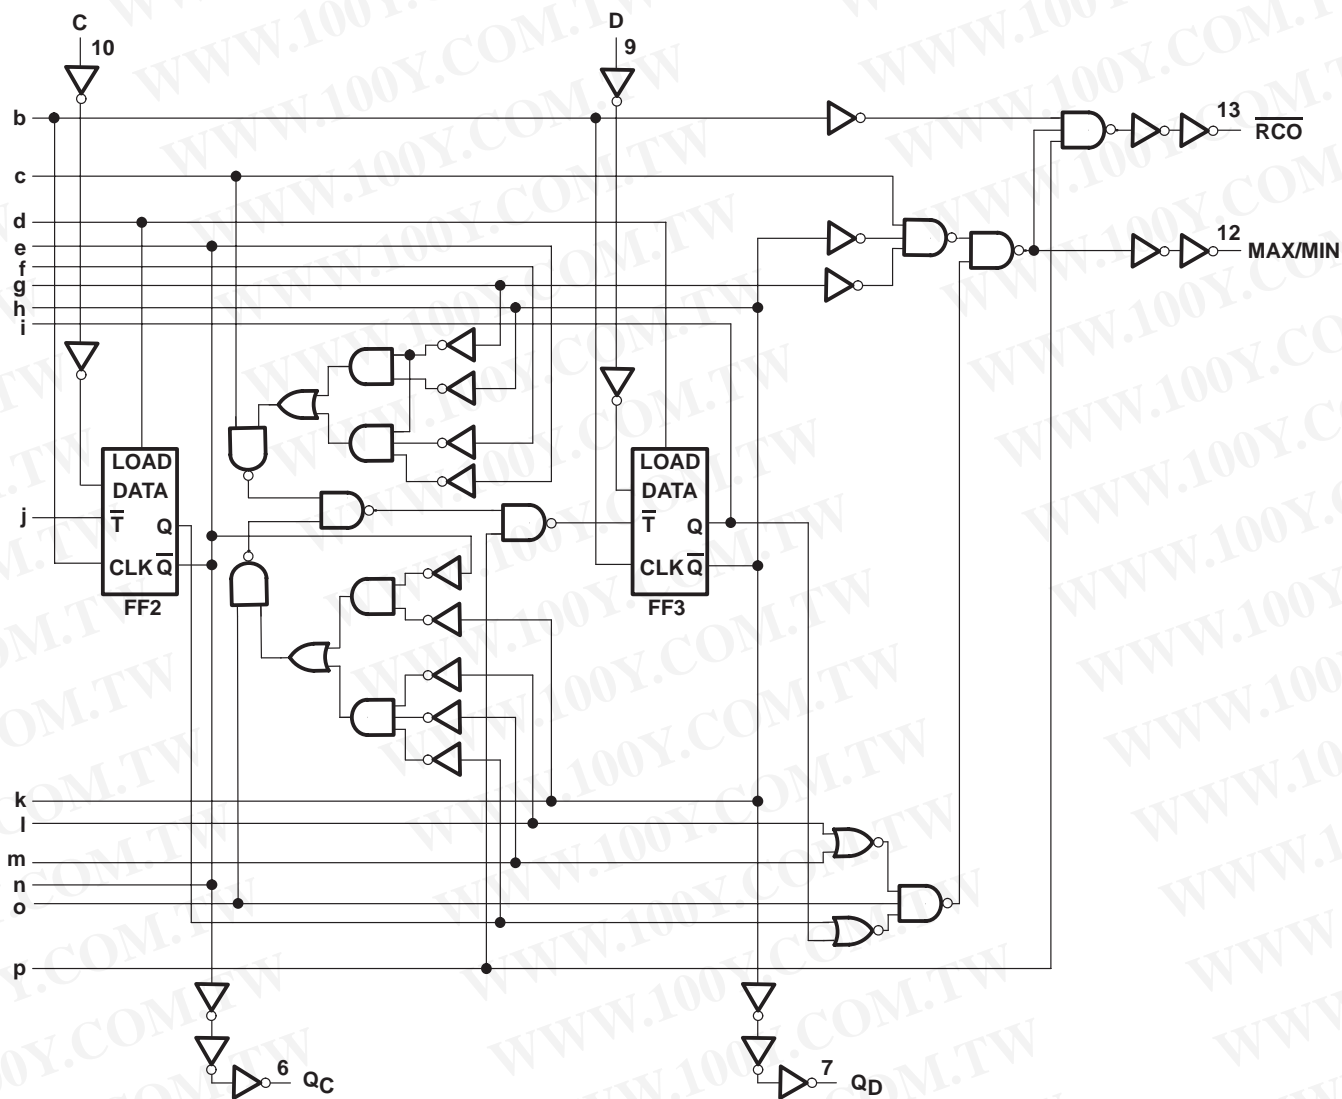 C
10
D
9
b
13
RCO
c
d
e
12
MAX/MIN
f
g
h
i
LOAD
DATA
T
Q
CLK Q
FF2
LOAD
DATA
T
Q
CLK Q
FF3
j
k
l
m
n
o
p
6
QC
7
QD
WWW.100Y.COM.TW